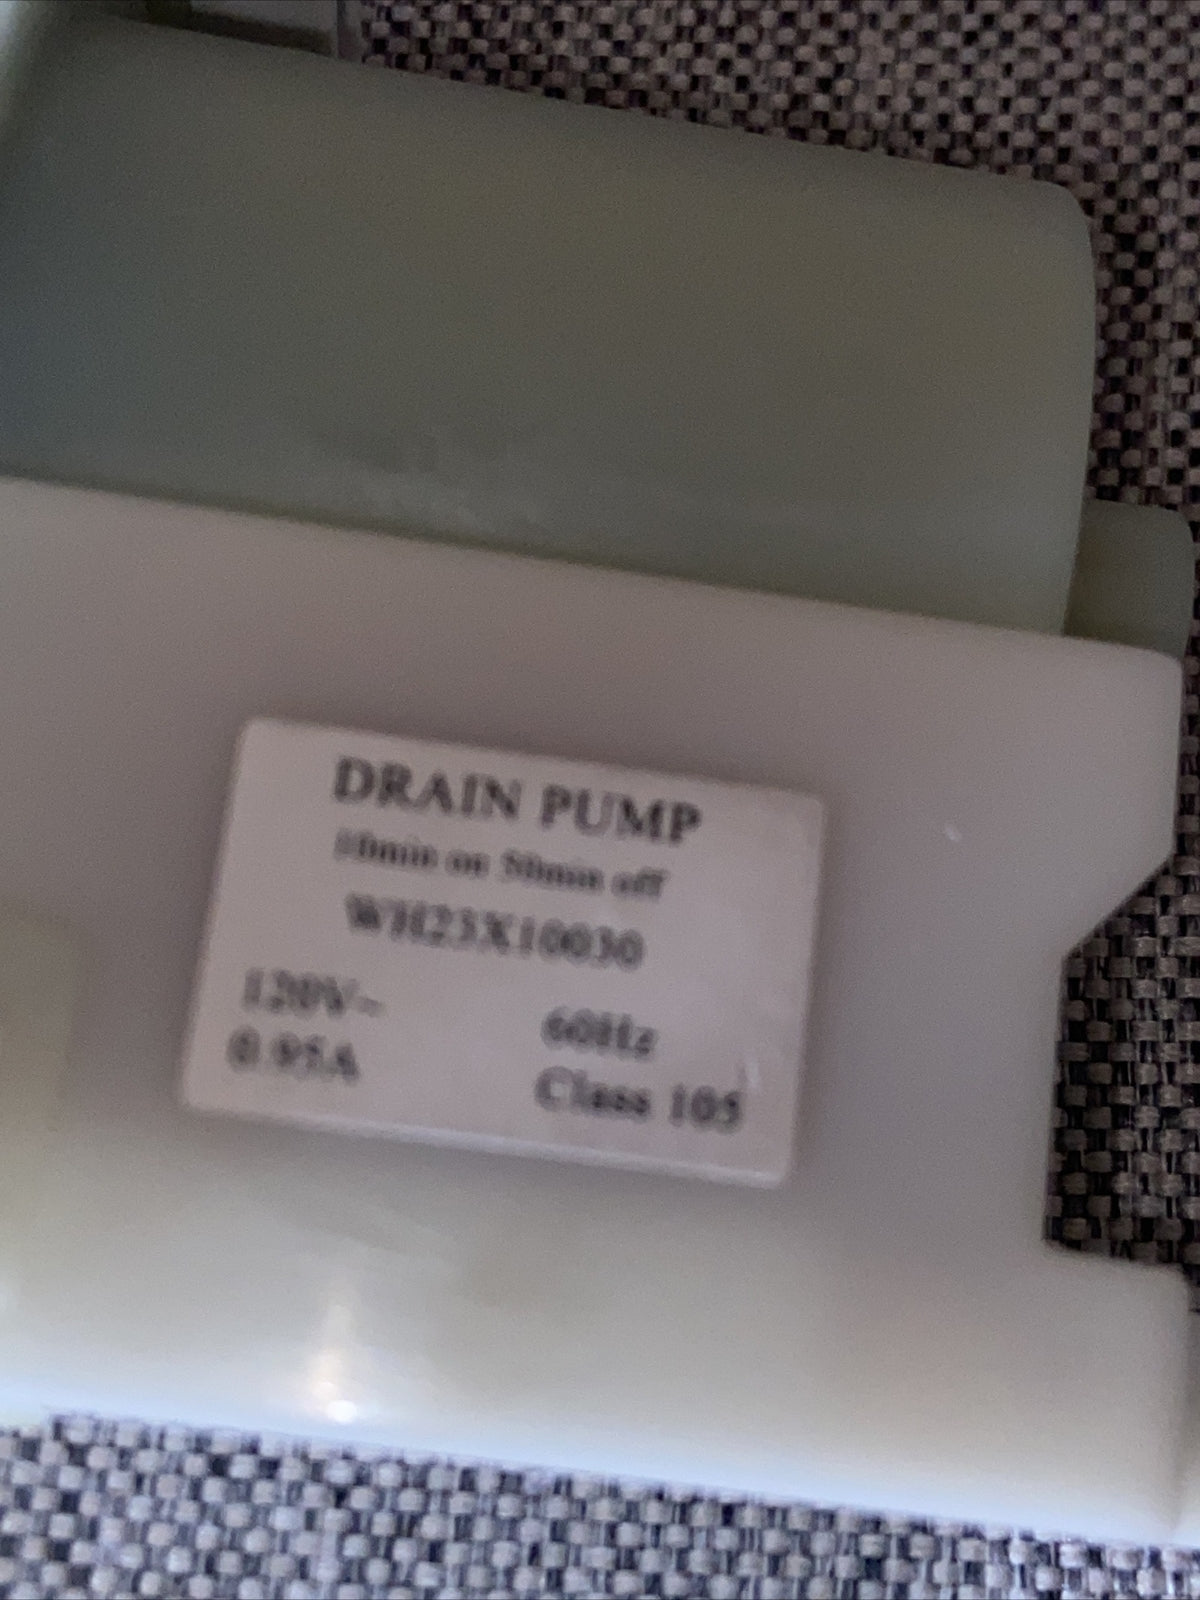 DRAIN PUMP
10min on 50min off
WH23X10030
120V~ 60Hz
0.95A Class 105